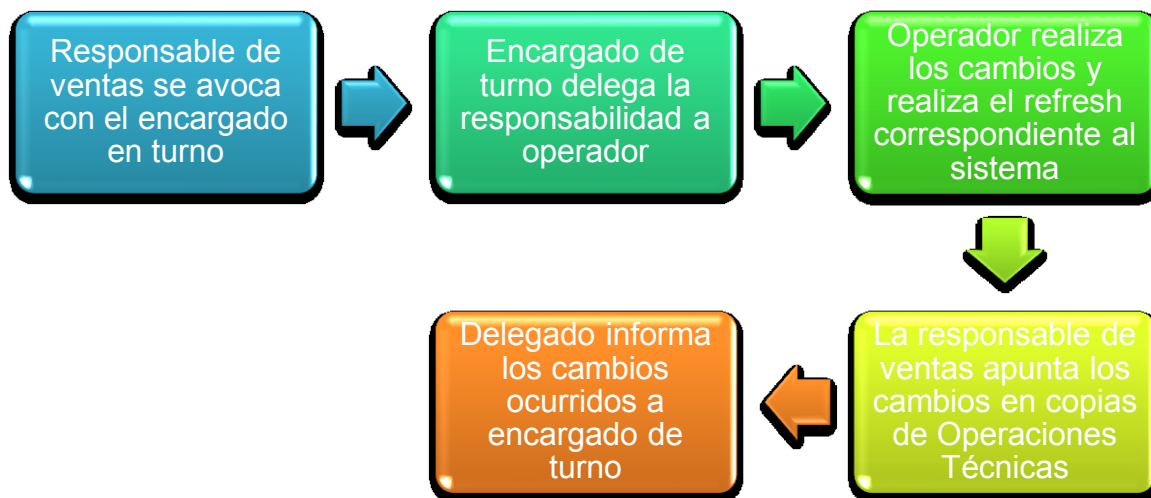 Responsable de
ventas se avoca
con el encargado
en turno
Encargado de
turno delega la
responsabilidad a
operador
Operador realiza
los cambios y
realiza el refresh
correspondiente al
sistema
La responsable de
ventas apunta los
cambios en copias
de Operaciones
Técnicas
Delegado informa
los cambios
ocurridos a
encargado de
turno